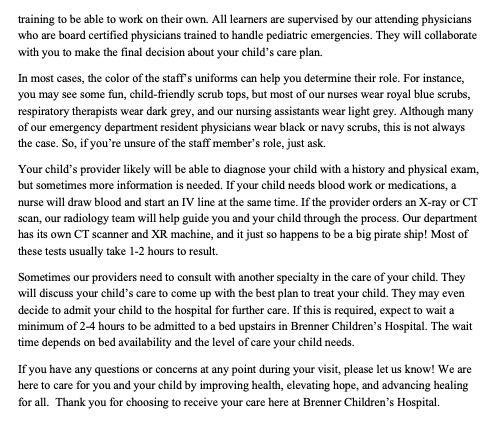 training to be able to work on their own. All learners are supervised by our attending physicians
who are board certified physicians trained to handle pediatric emergencies. They will collaborate
with you to make the final decision about your child's care plan.
In most cases, the color of the staff's uniforms can help you determine their role. For instance,
you may see some fun, child-friendly scrub tops, but most of our nurses wear royal blue scrubs,
respiratory therapists wear dark grey, and our nursing assistants wear light grey. Although many
of our emergency department resident physicians wear black or navy scrubs, this is not always
the case. So, if you're unsure of the staff member's role, just ask.
Your child's provider likely will be able to diagnose your child with a history and physical exam,
but sometimes more information is needed. If your child needs blood work or medications, a
nurse will draw blood and start an IV line at the same time. If the provider orders an X-ray or CT
scan, our radiology team will help guide you and your child through the process. Our department
has its own CT scanner and XR machine, and it just so happens to be a big pirate ship! Most of
these tests usually take 1-2 hours to result.
Sometimes our providers need to consult with another specialty in the care of your child. They
will discuss your child's care to come up with the best plan to treat your child. They may even
decide to admit your child to the hospital for further care. If this is required, expect to wait a
minimum of 2-4 hours to be admitted to a bed upstairs in Brenner Children's Hospital. The wait
time depends on bed availability and the level of care your child needs.
If you have any questions or concerns at any point during your visit, please let us know! We are
here to care for you and your child by improving health, elevating hope, and advancing healing
for all.  Thank you for choosing to receive your care here at Brenner Children's Hospital.